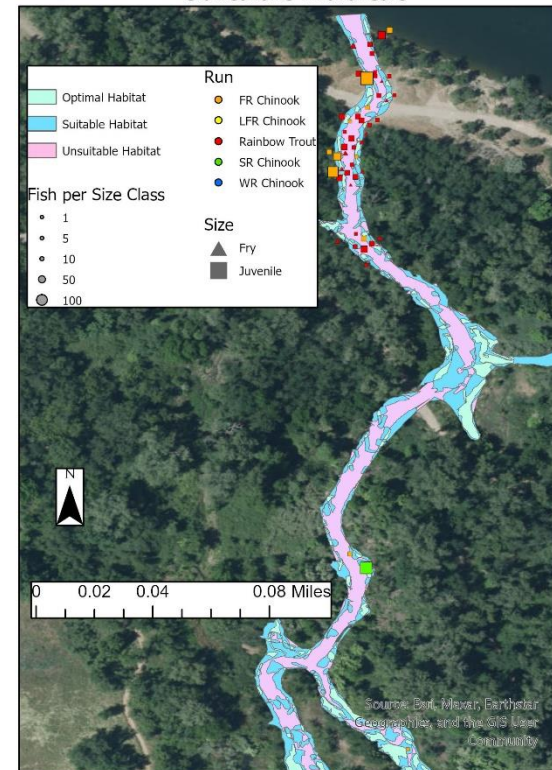 Run
Optimal Habitat
Suitable Habitat
Unsuitable Habitat
FR Chinook
LFR Chinook
Rainbow Trout
SR Chinook
WR Chinook
Fish per Size Class
1
5
10
50
100
Size
Fry
Juvenile
N
0 0.02 0.04 0.08 Miles
Source: Esri, Maxar, Earthstar
Geographics, and the GIS User
Community